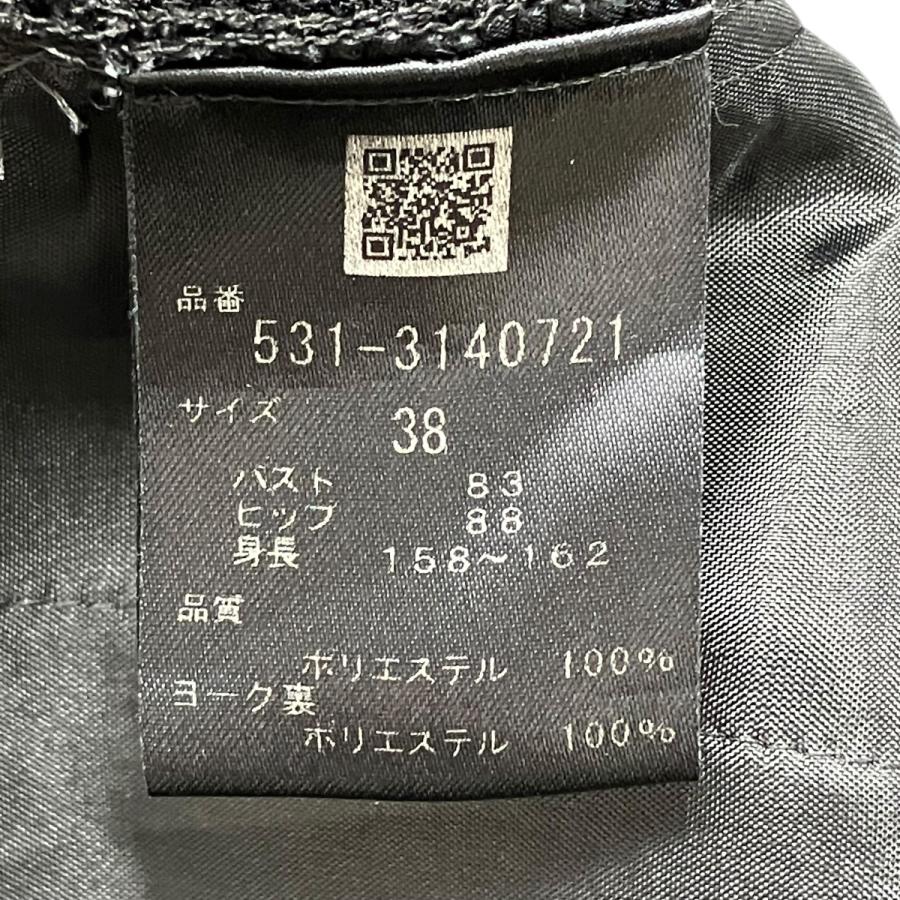 品番
531-3140721
サイズ 38
バスト 83
ヒップ 88
身長 158～162
品質
ポリエステル 100%
ヨーク裏
ポリエステル 100%